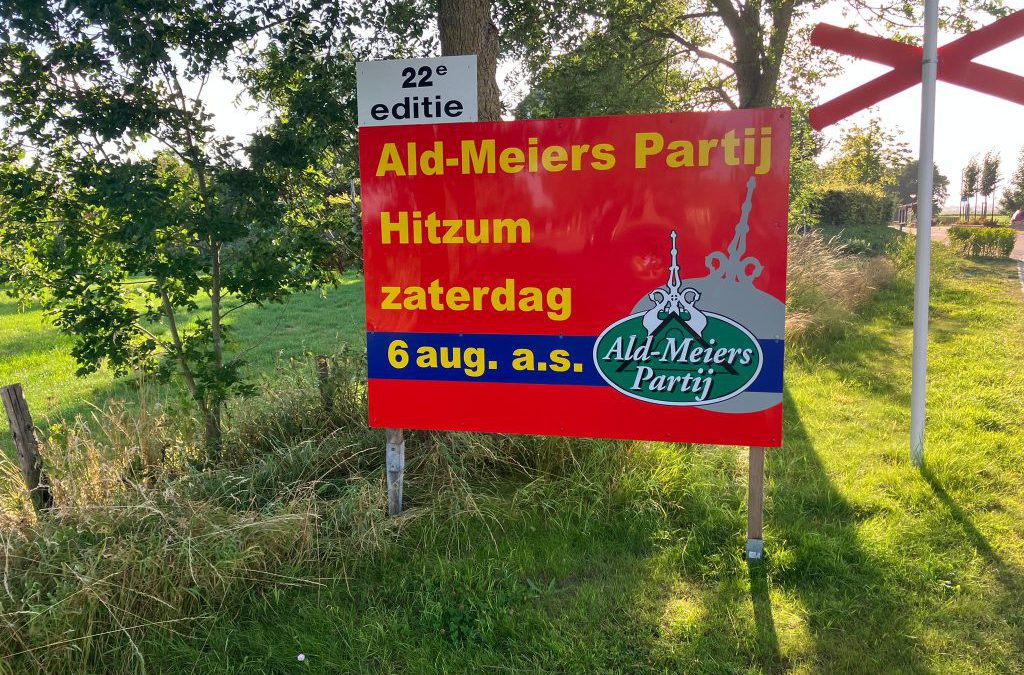 22e
editie
Ald-Meiers Partij
Hitzum
zaterdag
6 aug. a.s.
Ald-Meiers
Partij